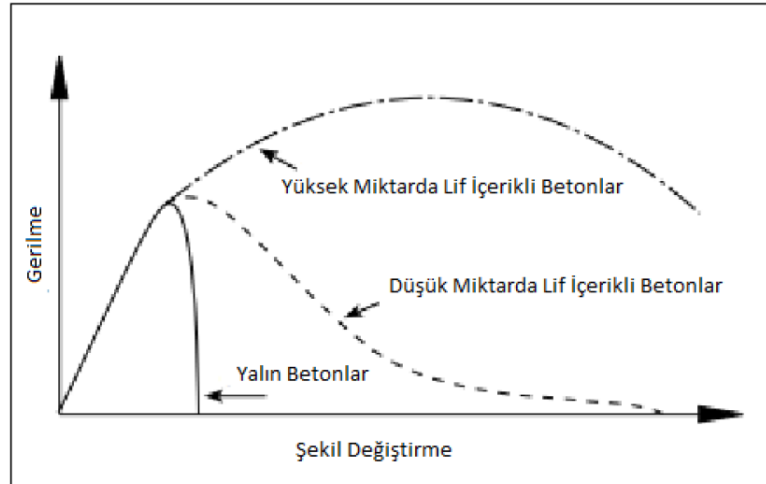 Gerilme
Yüksek Miktarda Lif İçerikli Betonlar
Düşük Miktarda Lif İçerikli Betonlar
Yalın Betonlar
Şekil Değiştirme